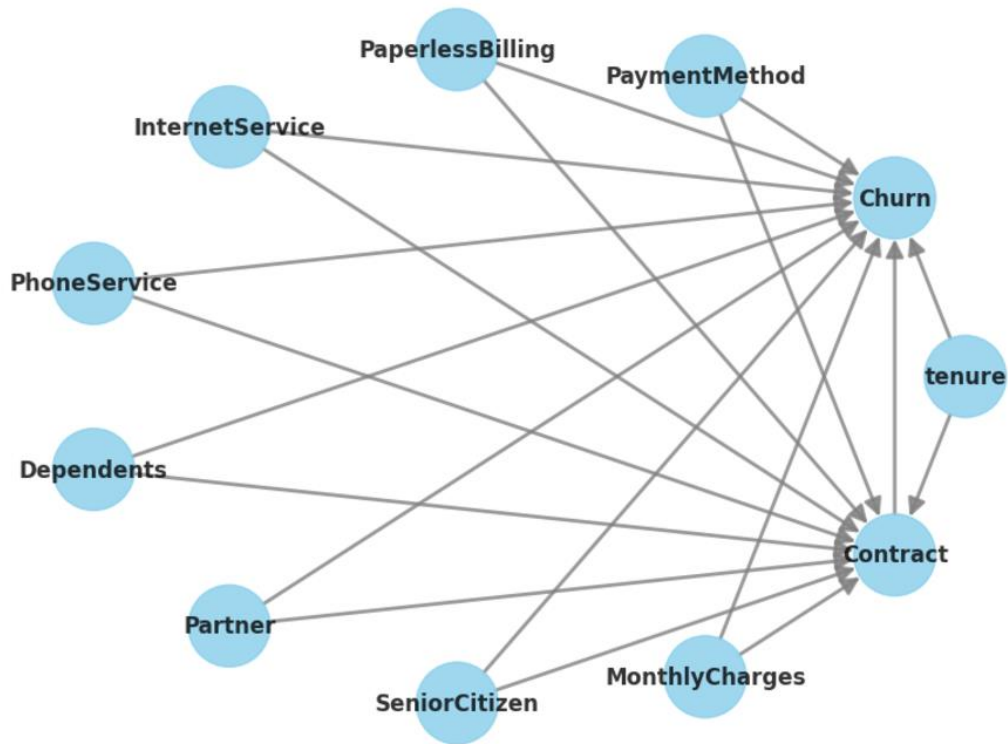 PaperlessBilling
PaymentMethod
InternetService
Churn
PhoneService
tenure
Dependents
Contract
Partner
MonthlyCharges
SeniorCitizen